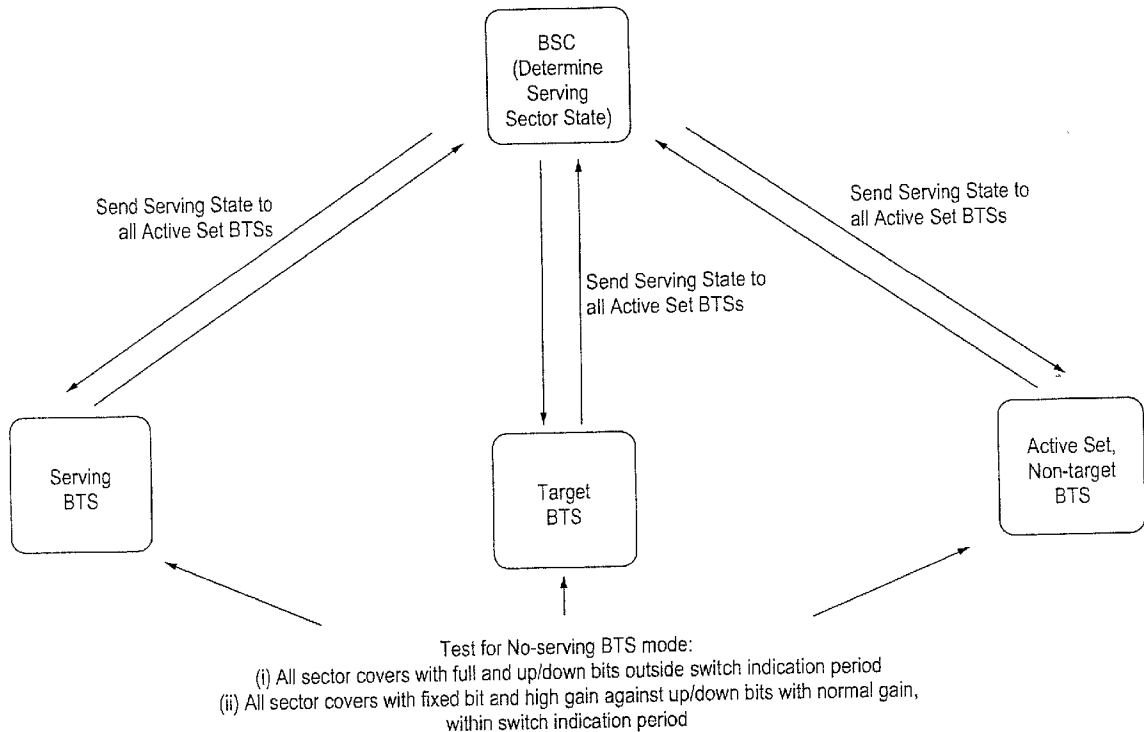 BSC
(Determine
Serving
Sector State)
Send Serving State to
all Active Set BTSs
Send Serving State to
all Active Set BTSs
Send Serving State to
all Active Set BTSs
Serving
BTS
Target
BTS
Active Set,
Non-target
BTS
Test for No-serving BTS mode:
(i) All sector covers with full and up/down bits outside switch indication period
(ii) All sector covers with fixed bit and high gain against up/down bits with normal gain,
within switch indication period